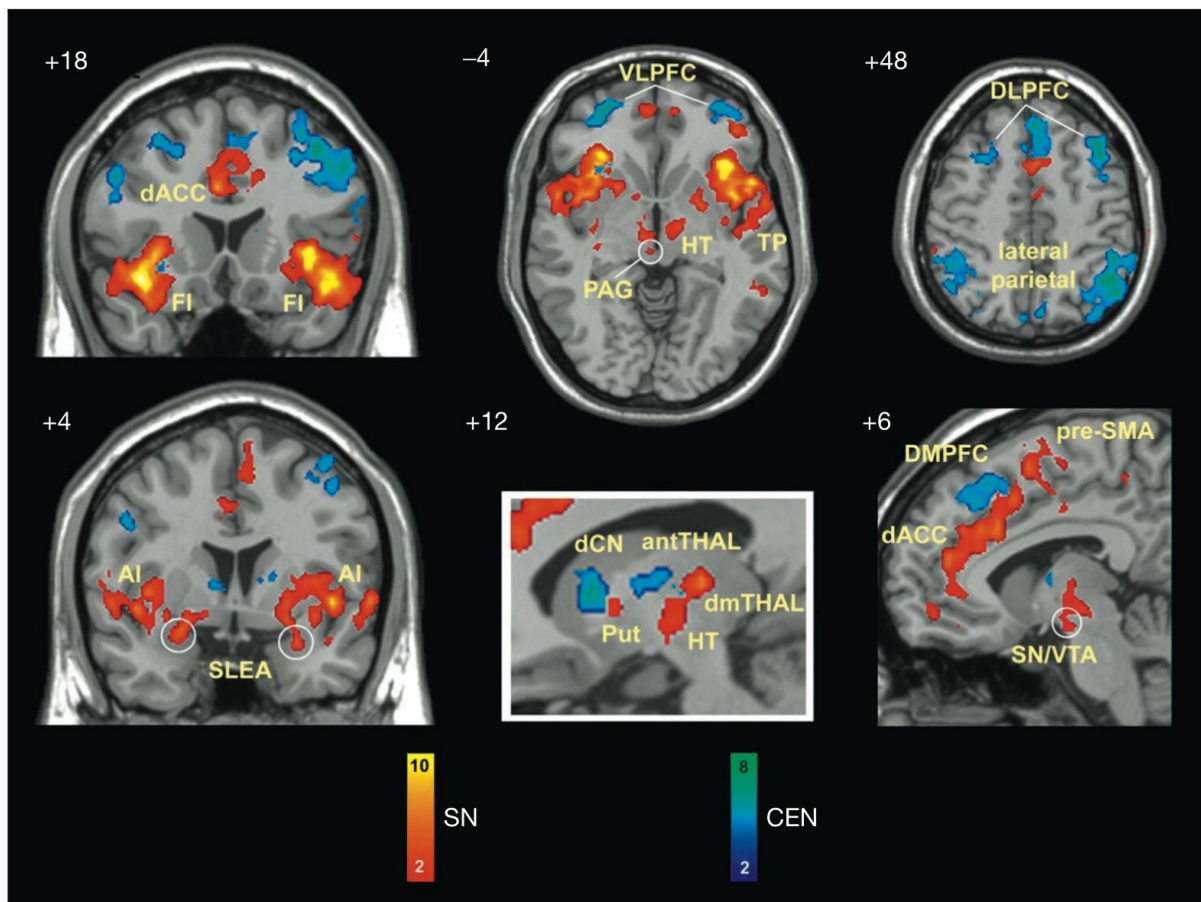 +18
−4
+48
VLPFC
DLPFC
dACC
HT
TP
lateral
parietal
FI
FI
PAG
+4
+12
+6
pre-SMA
DMPFC
dCN
antTHAL
dACC
AI
AI
dmTHAL
Put
HT
SLEA
SN/VTA
10
8
SN
CEN
2
2